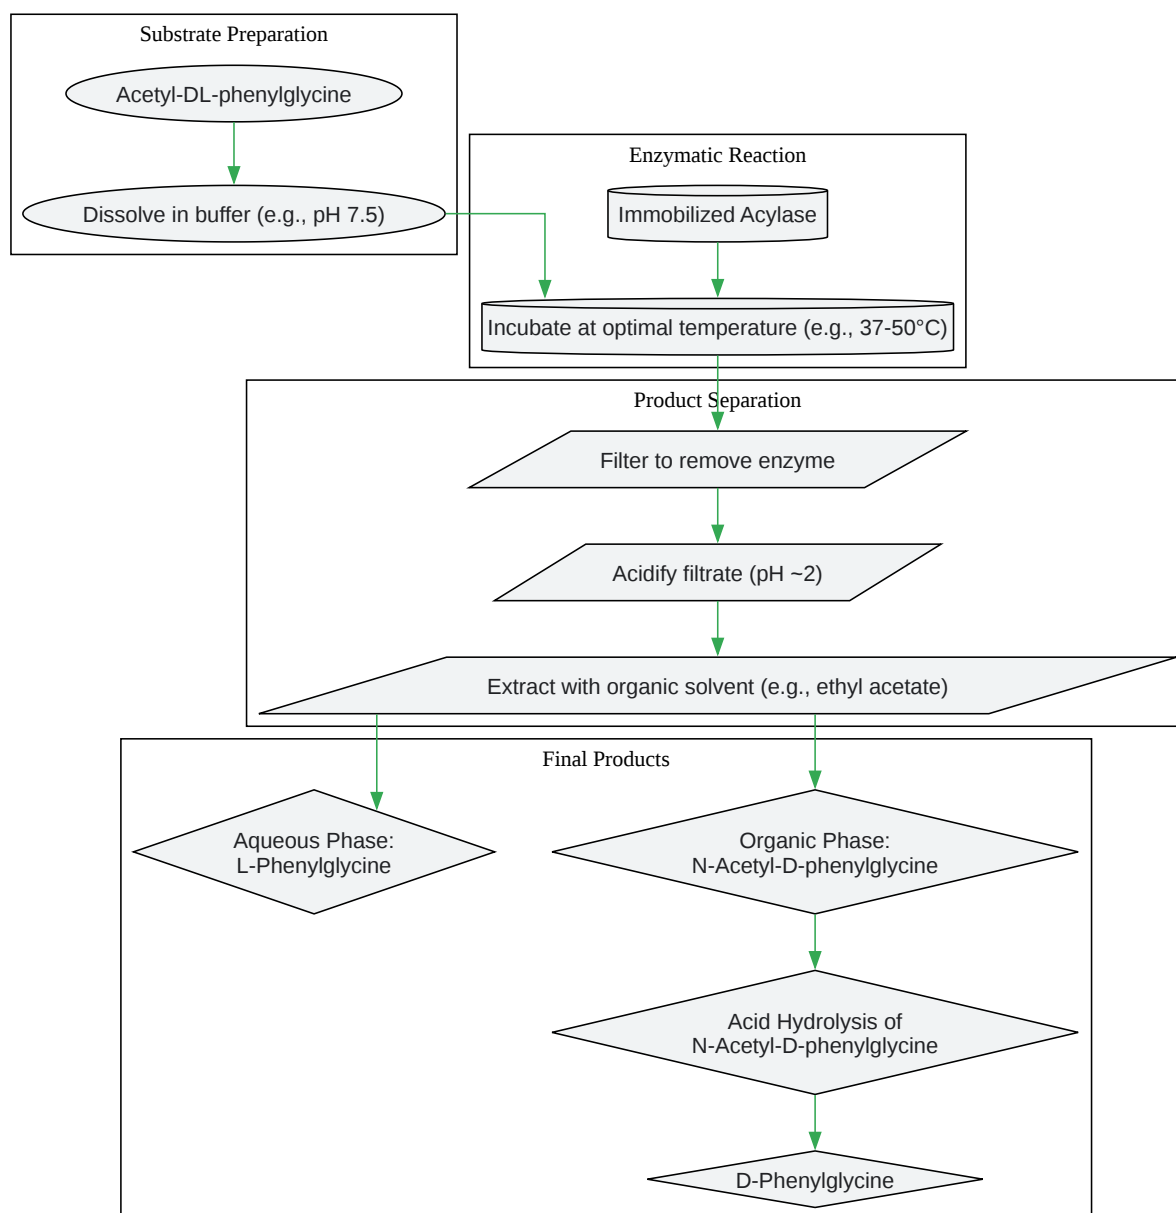 Substrate Preparation
Acetyl-DL-phenylglycine
Dissolve in buffer (e.g., pH 7.5)
Enzymatic Reaction
Immobilized Acylase
Incubate at optimal temperature (e.g., 37-50°C)
Product Separation
Filter to remove enzyme
Acidify filtrate (pH ~2)
Extract with organic solvent (e.g., ethyl acetate)
Final Products
Aqueous Phase:
L-Phenylglycine
Organic Phase:
N-Acetyl-D-phenylglycine
Acid Hydrolysis of
N-Acetyl-D-phenylglycine
D-Phenylglycine